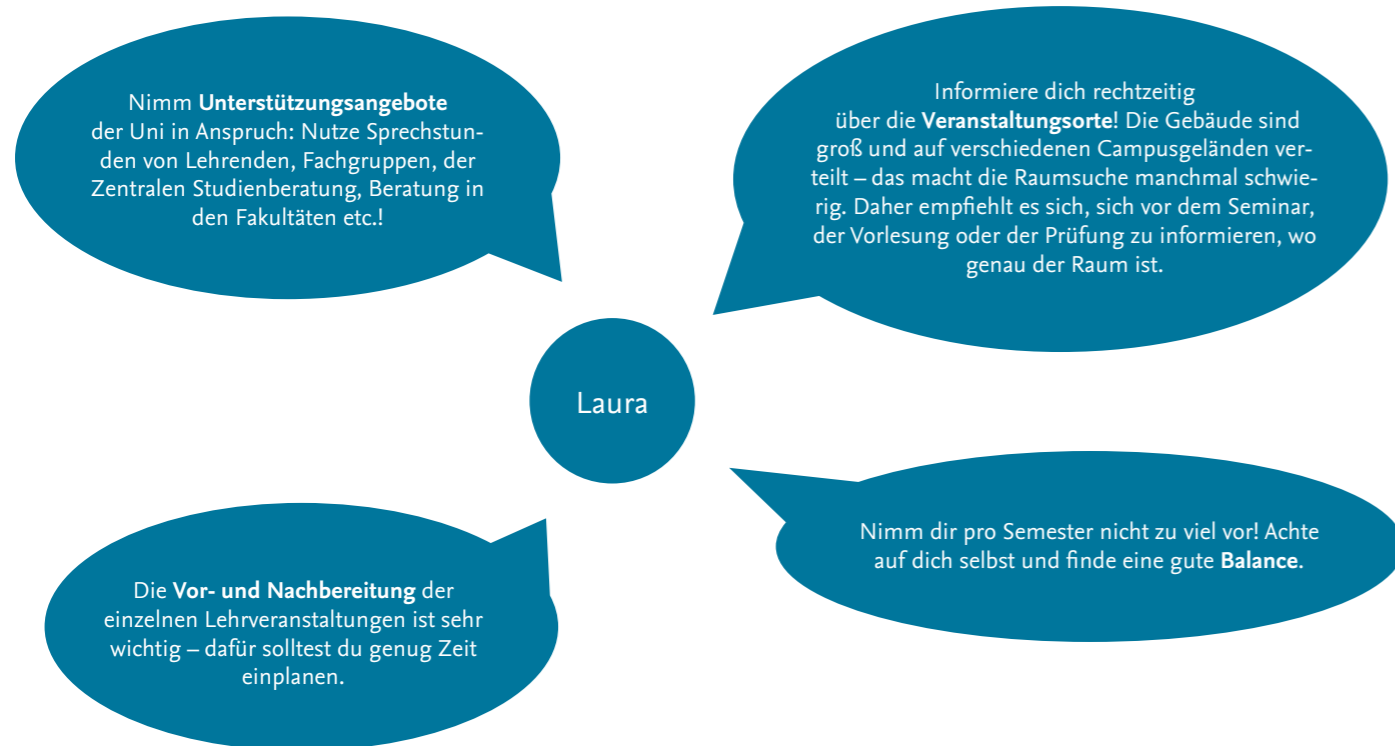 Nimm Unterstützungsangebote
der Uni in Anspruch: Nutze Sprechstun-
den von Lehrenden, Fachgruppen, der
Zentralen Studienberatung, Beratung in
den Fakultäten etc.!
Informiere dich rechtzeitig
über die Veranstaltungsorte! Die Gebäude sind
groß und auf verschiedenen Campusgeländen ver-
teilt – das macht die Raumsuche manchmal schwie-
rig. Daher empfiehlt es sich, sich vor dem Seminar,
der Vorlesung oder der Prüfung zu informieren, wo
genau der Raum ist.
Laura
Die Vor- und Nachbereitung der
einzelnen Lehrveranstaltungen ist sehr
wichtig – dafür solltest du genug Zeit
einplanen.
Nimm dir pro Semester nicht zu viel vor! Achte
auf dich selbst und finde eine gute Balance.